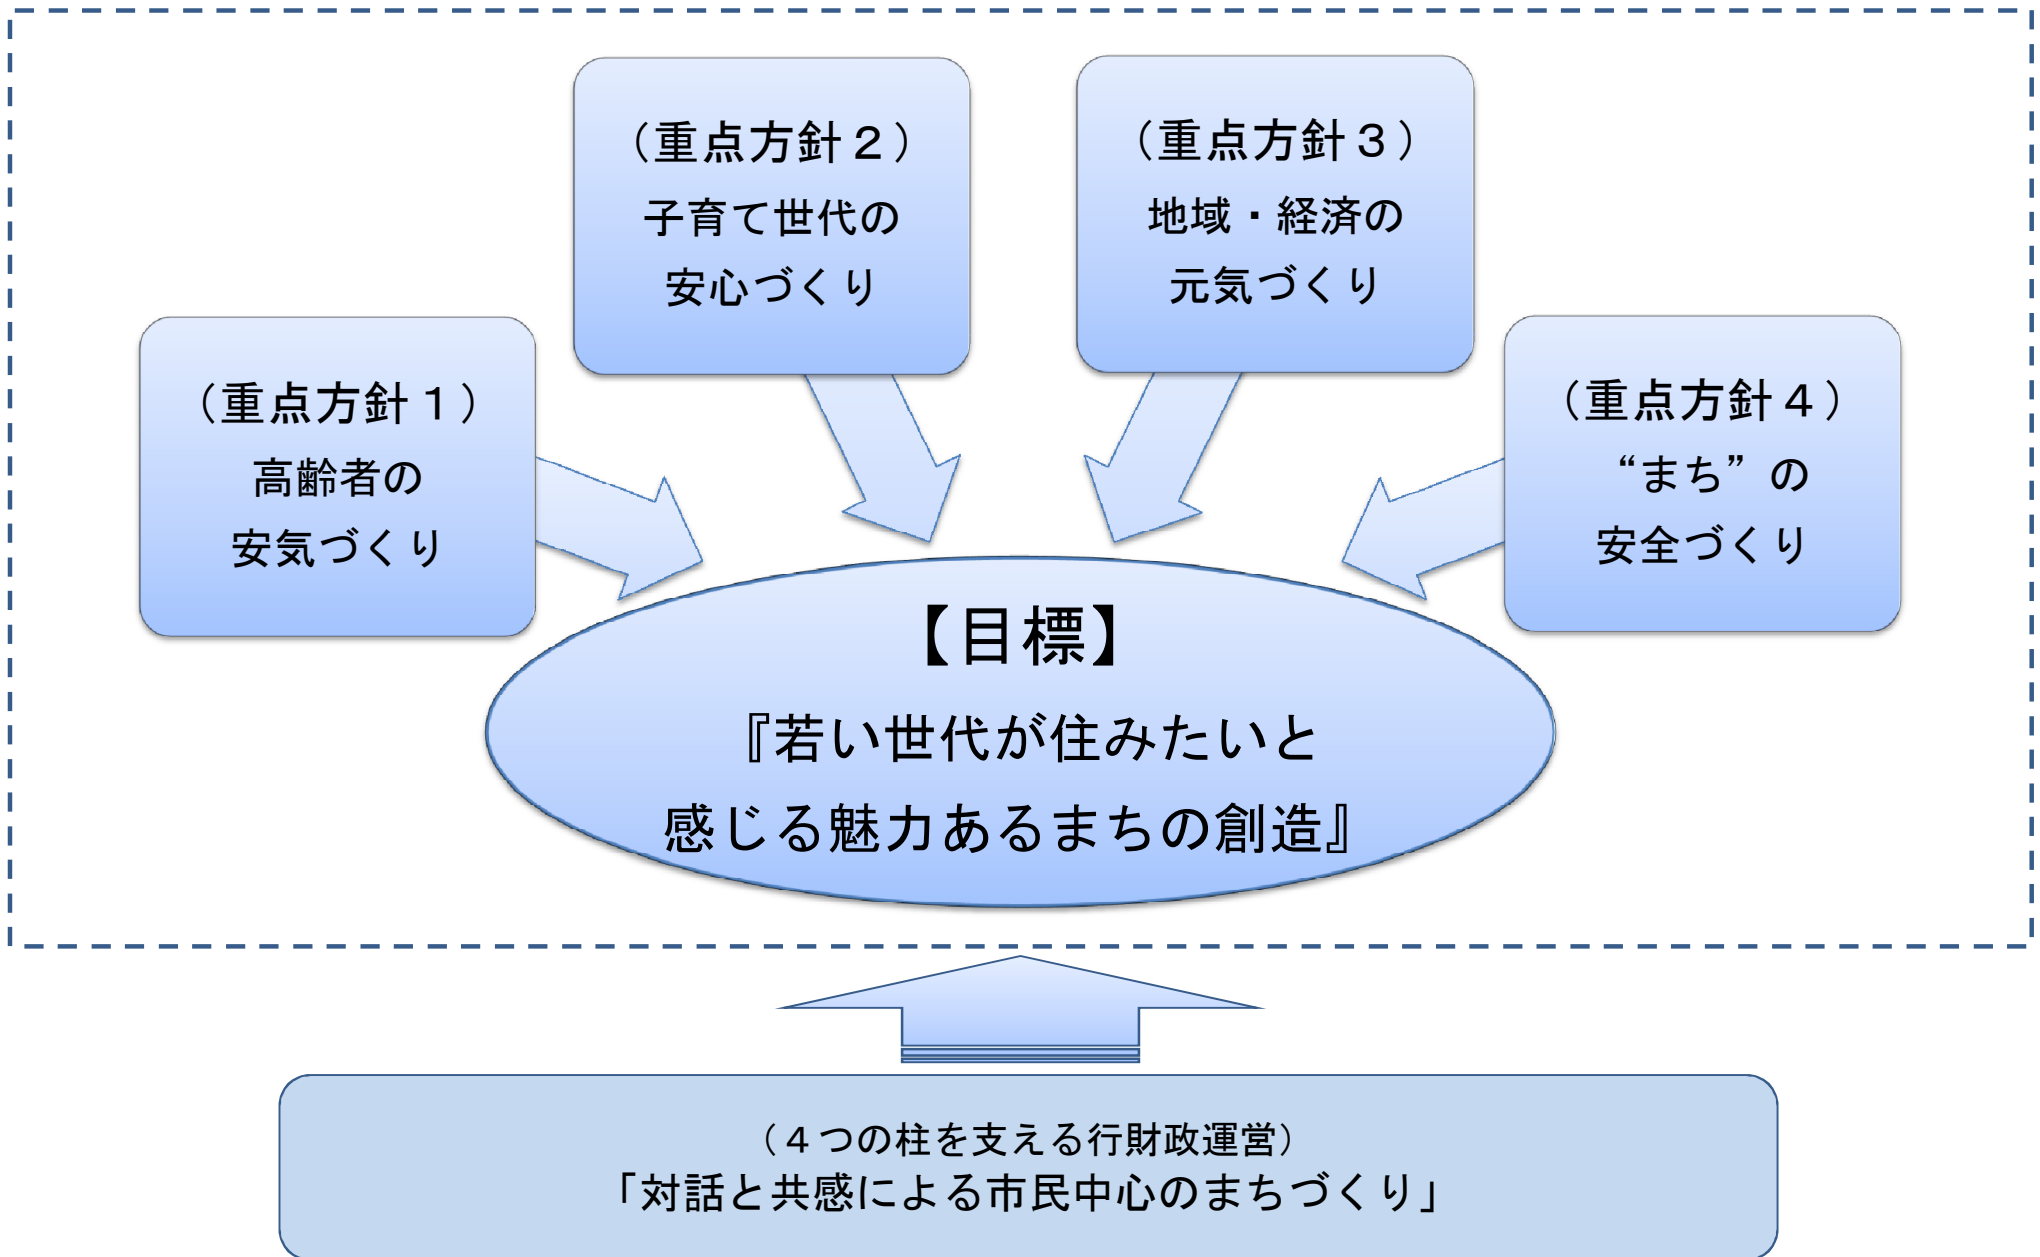 （重点方針１）
高齢者の
安気づくり
（重点方針２）
子育て世代の
安心づくり
（重点方針３）
地域・経済の
元気づくり
（重点方針４）
“まち”の
安全づくり
【目標】
『若い世代が住みたいと
感じる魅力あるまちの創造』
（４つの柱を支える行財政運営）
「対話と共感による市民中心のまちづくり」